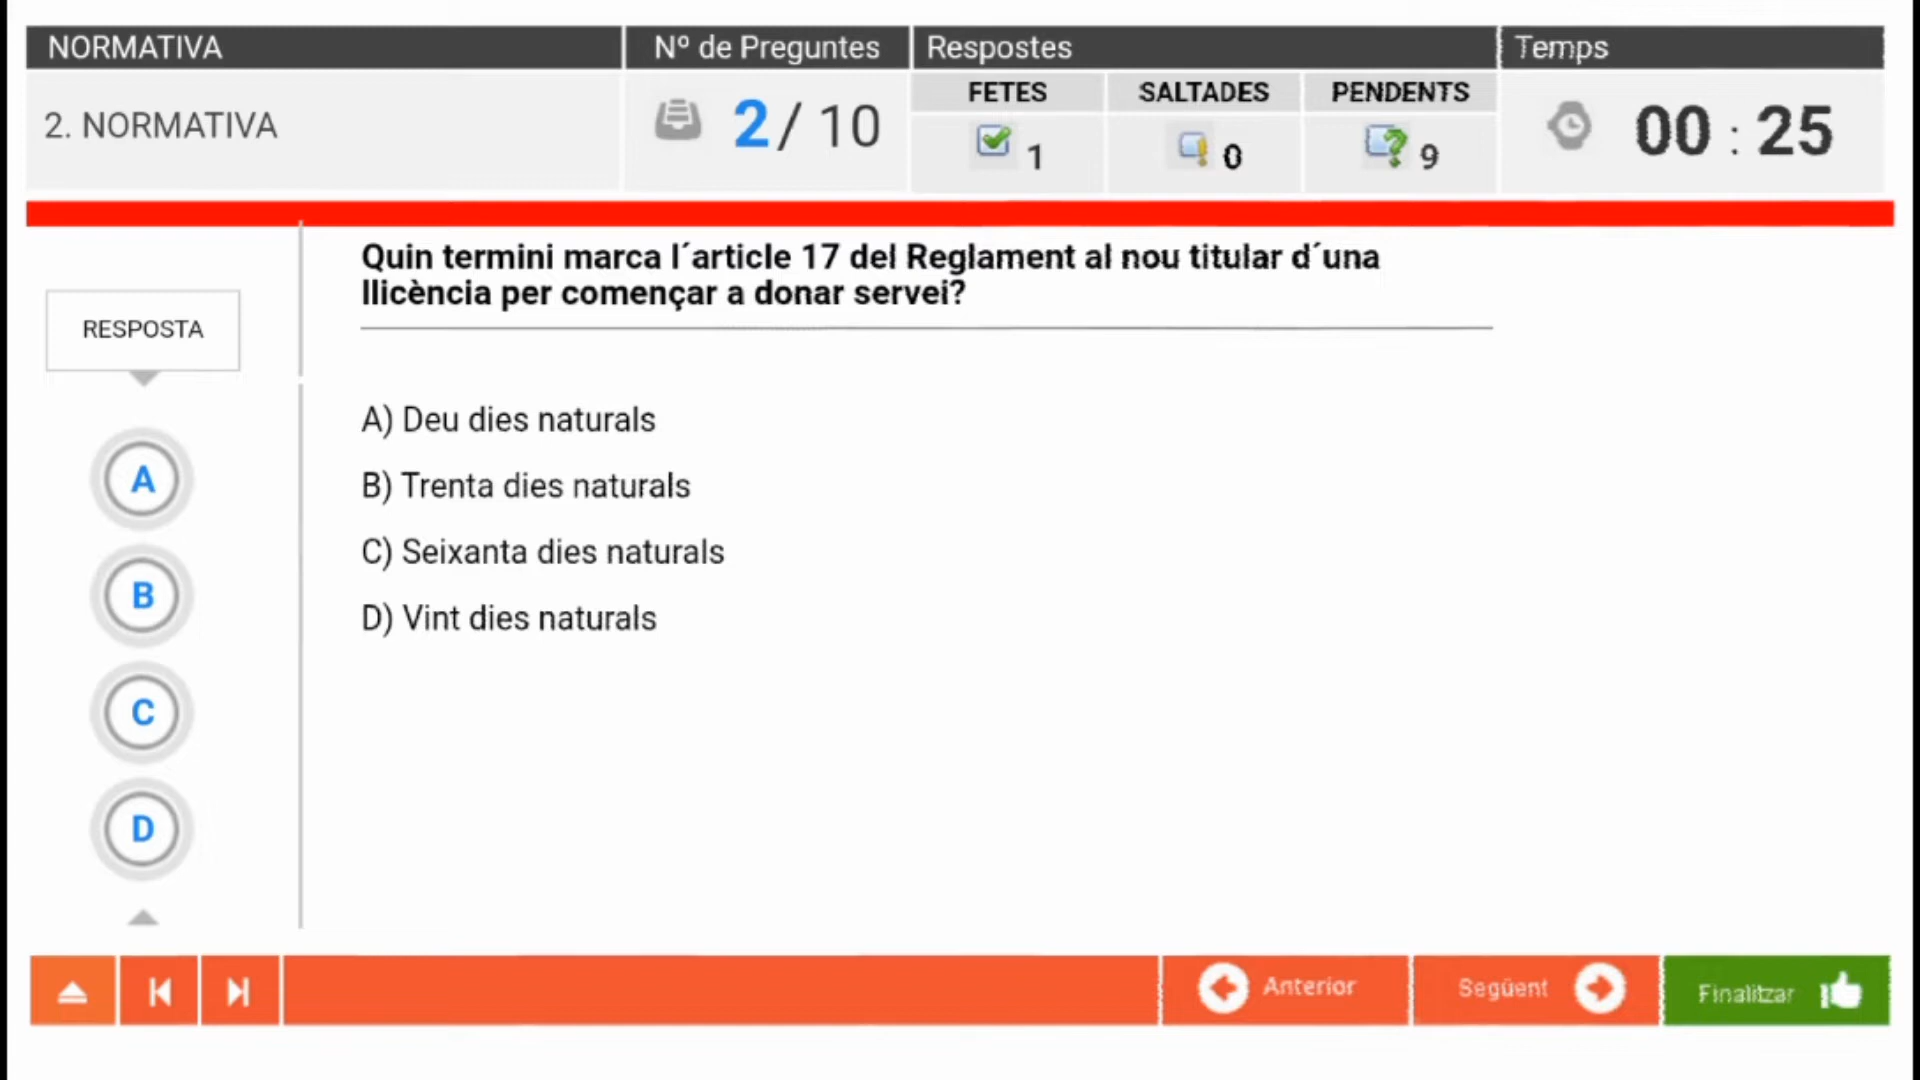 NORMATIVA
Nº de Preguntes
Respostes
Temps
2. NORMATIVA
2 / 10
FETES
SALTADES
PENDENTS
1
0
9
00 : 25
Quin termini marca l´article 17 del Reglament al nou titular d´una
llicència per començar a donar servei?
RESPOSTA
A) Deu dies naturals
B) Trenta dies naturals
C) Seixanta dies naturals
D) Vint dies naturals
A
B
C
D
Anterior
Següent
Finalitzar